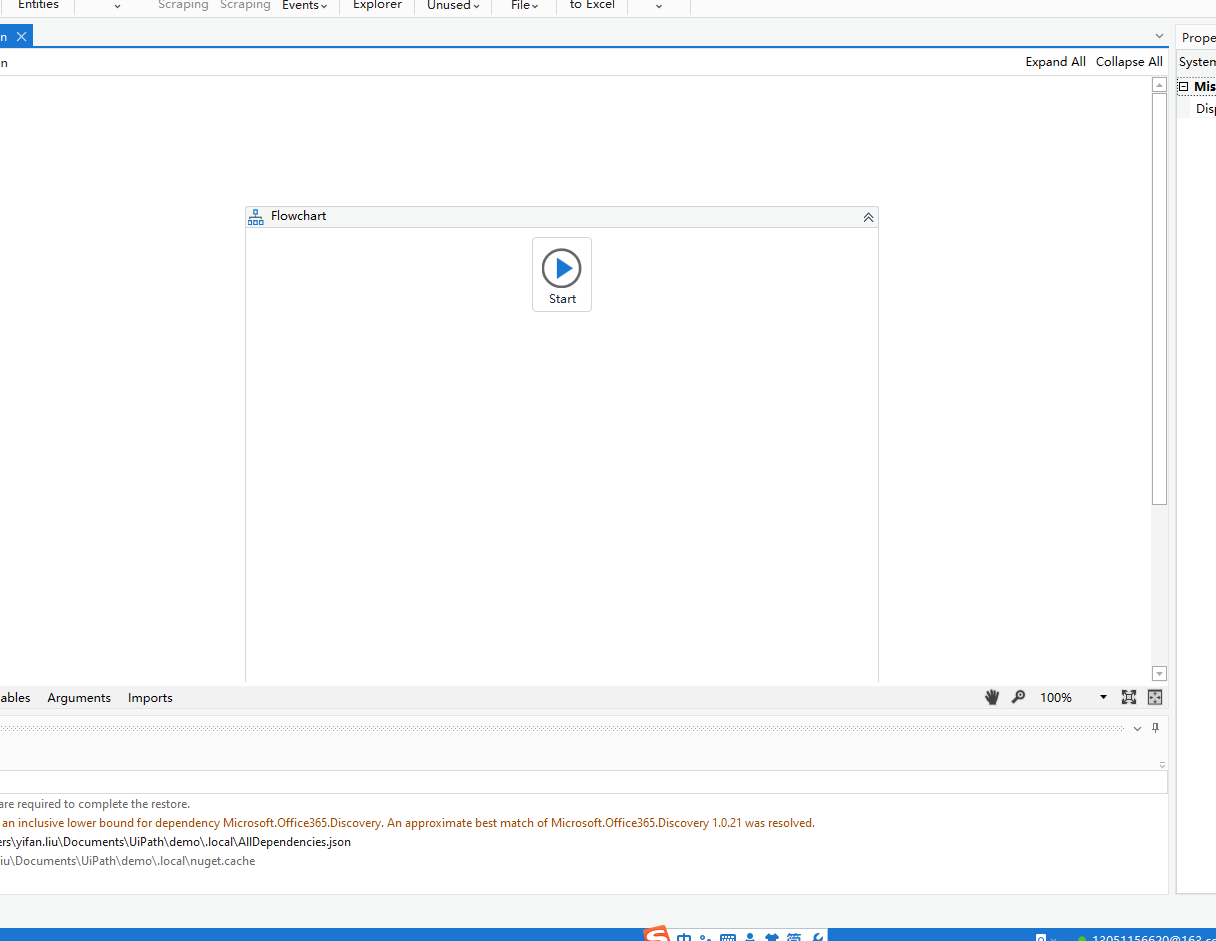 Entities Scraping Scraping Events Explorer Unused File to Excel
n Prope
n Expand All Collapse All System
Mis
Disp
Flowchart
Start
ables Arguments Imports 100%
are required to complete the restore.
an inclusive lower bound for dependency Microsoft.Office365.Discovery. An approximate best match of Microsoft.Office365.Discovery 1.0.21 was resolved.
ers\yifan.liu\Documents\UiPath\demo\.local\AllDependencies.json
iu\Documents\UiPath\demo\.local\nuget.cache
中 简 13051156620@163.c